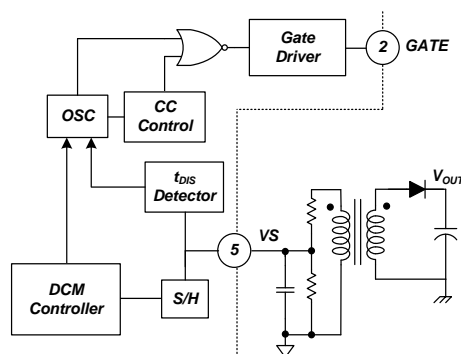 Gate
Driver
2
GATE
OSC
CC
Control
tDIS
Detector
VOUT
5
VS
DCM
Controller
S/H